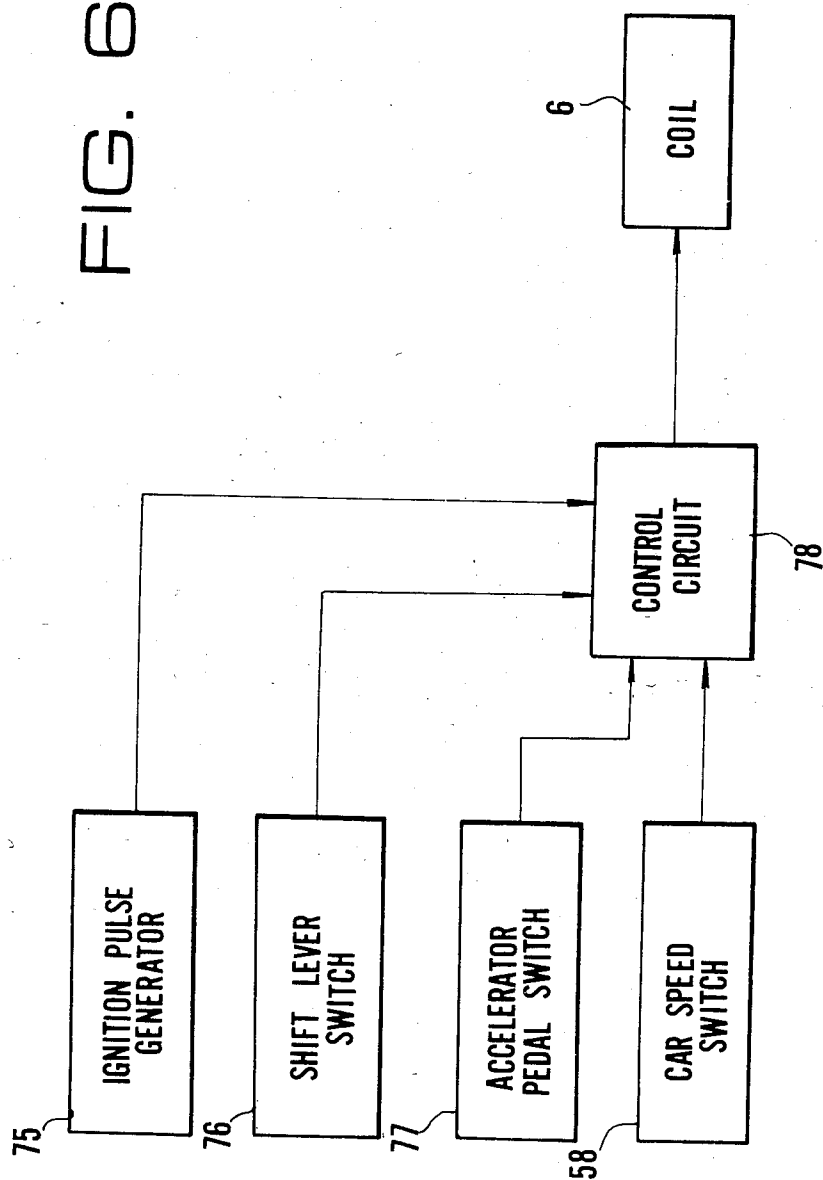 FIG. 6
75
IGNITION PULSE
GENERATOR
76
SHIFT LEVER
SWITCH
77
ACCELERATOR
PEDAL SWITCH
58
CAR SPEED
SWITCH
CONTROL
CIRCUIT
78
6
COIL